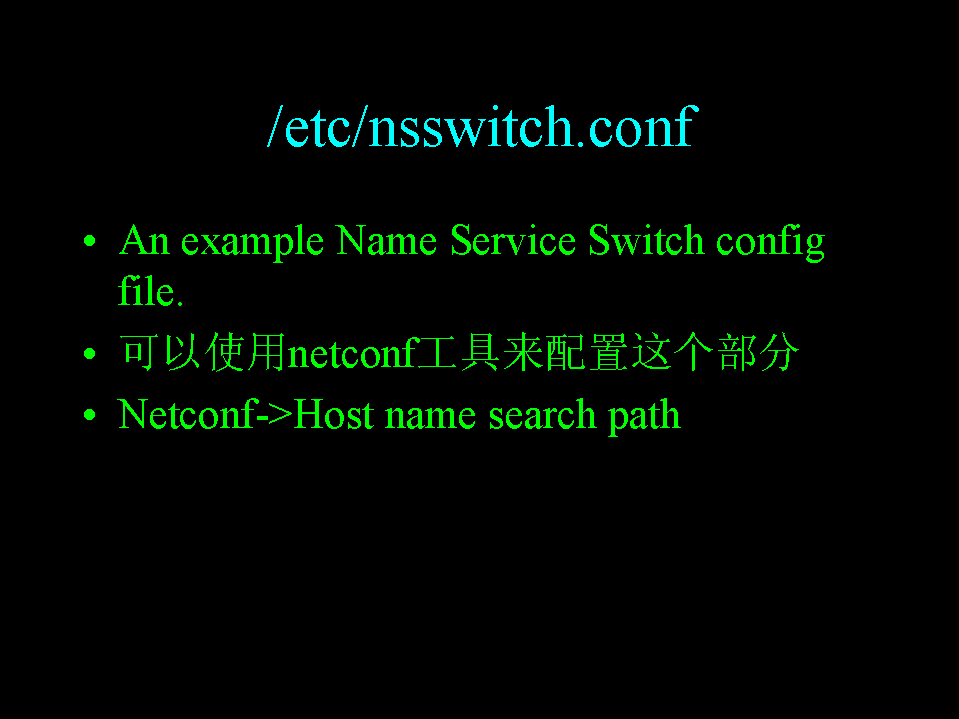 /etc/nsswitch.conf
• An example Name Service Switch config
file.
• 可以使用netconf工具来配置这个部分
• Netconf->Host name search path